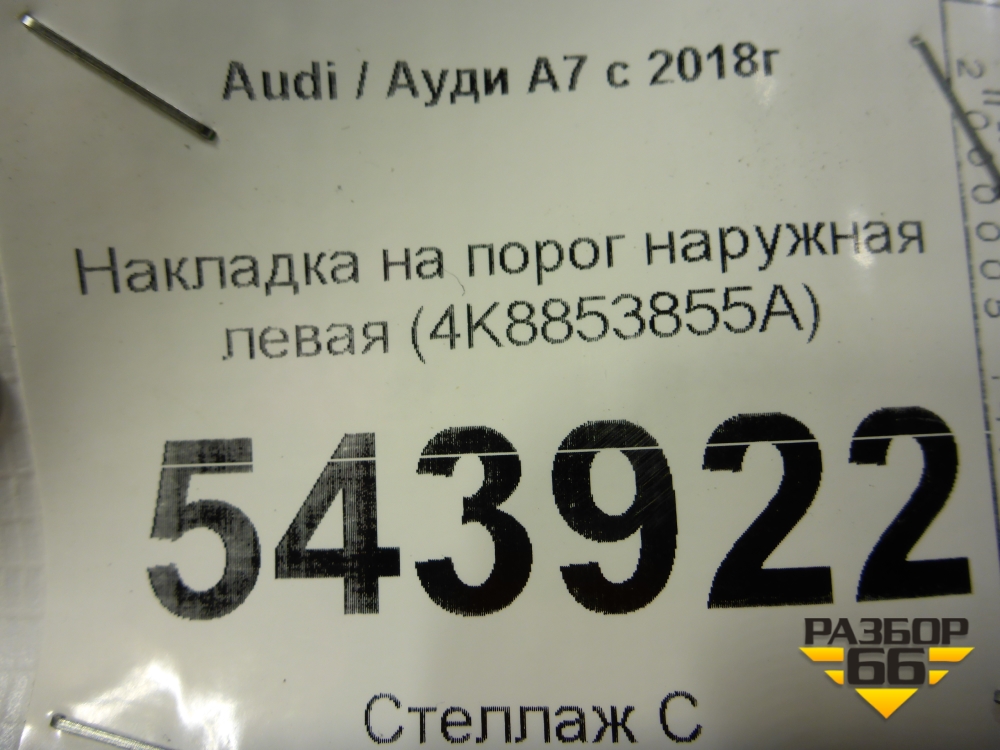 Audi / Ауди А7 с 2018г
Накладка на порог наружная
левая (4K8853855A)
543922
Стеллаж С
РАЗБОР
66